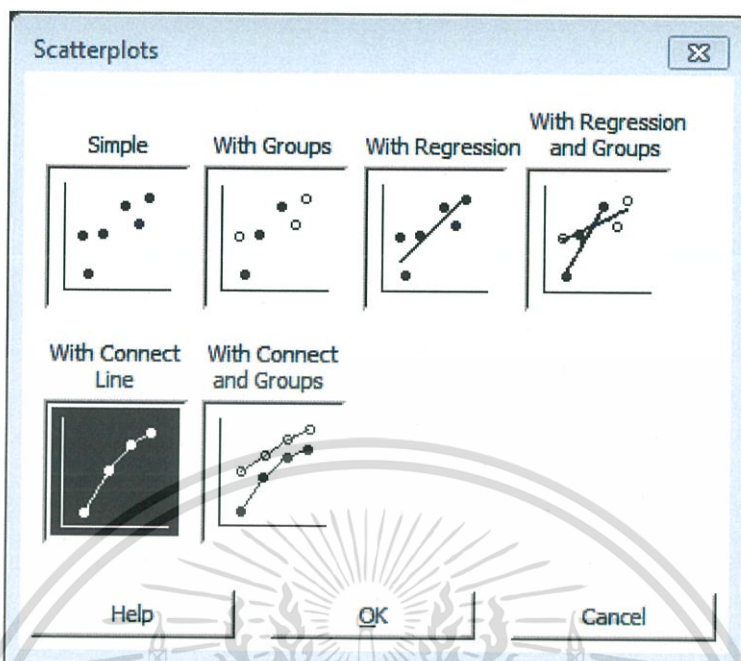 Scatterplots
Simple
With Groups
With Regression
With Regression
and Groups
With Connect
Line
With Connect
and Groups
Help
OK
Cancel